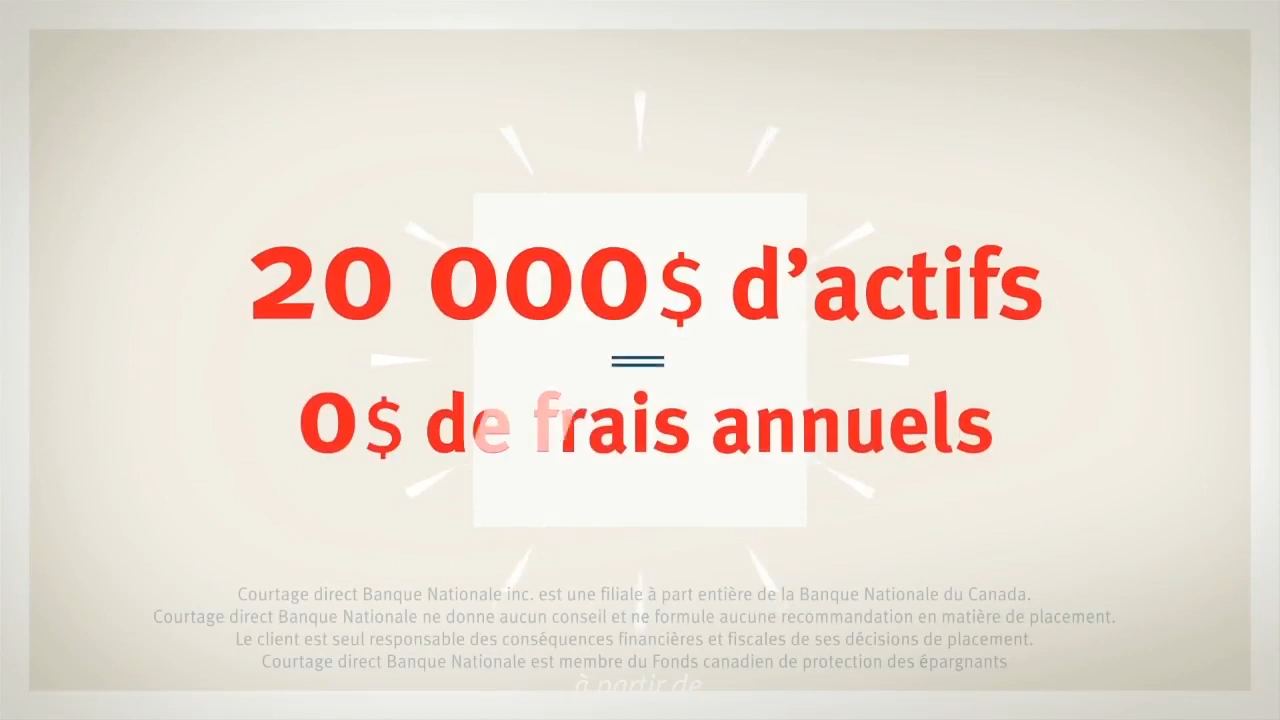 20 000$ d’actifs
=
0$ de frais annuels
Courtage direct Banque Nationale inc. est une filiale à part entière de la Banque Nationale du Canada.
Courtage direct Banque Nationale ne donne aucun conseil et ne formule aucune recommandation en matière de placement.
Le client est seul responsable des conséquences financières et fiscales de ses décisions de placement.
Courtage direct Banque Nationale est membre du Fonds canadien de protection des épargnants
à partir de